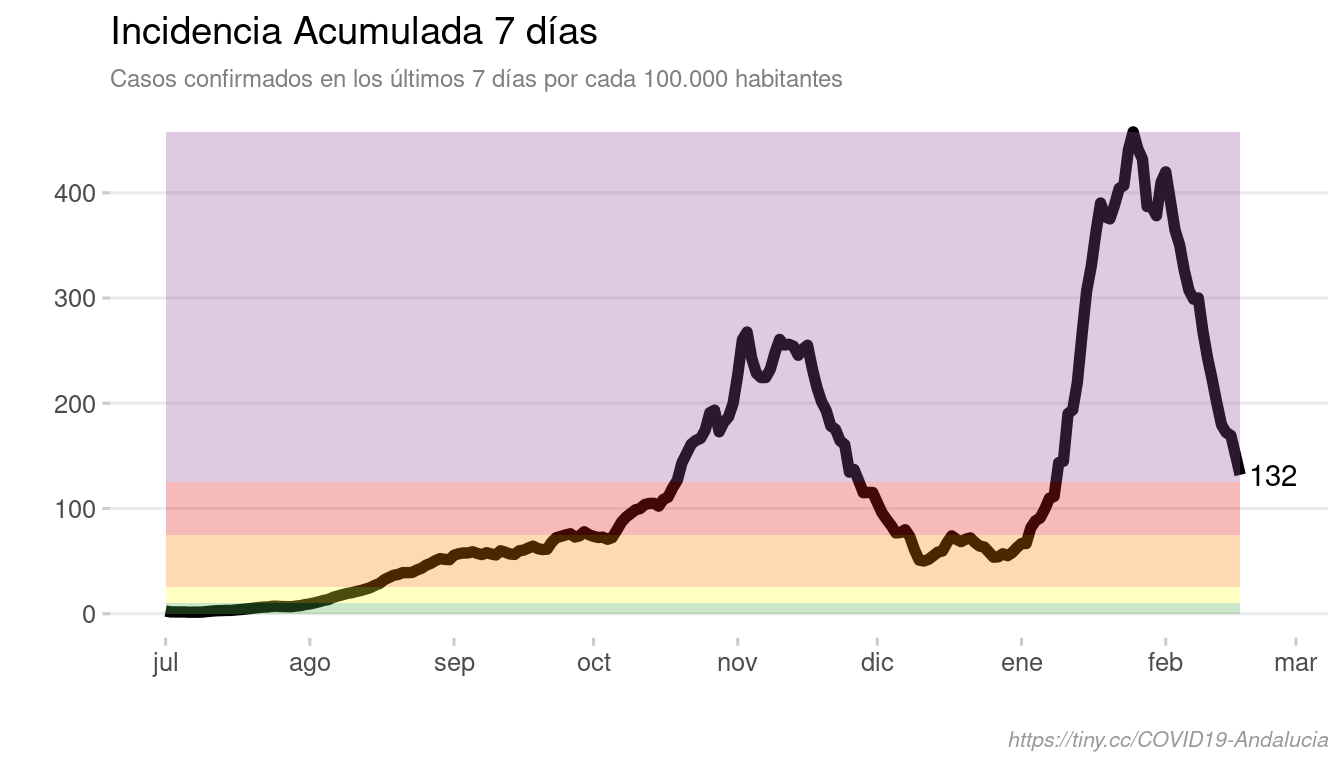 Incidencia Acumulada 7 días
Casos confirmados en los últimos 7 días por cada 100.000 habitantes
400
300
200
100
0
132
jul ago sep oct nov dic ene feb mar
https://tiny.cc/COVID19-Andalucia